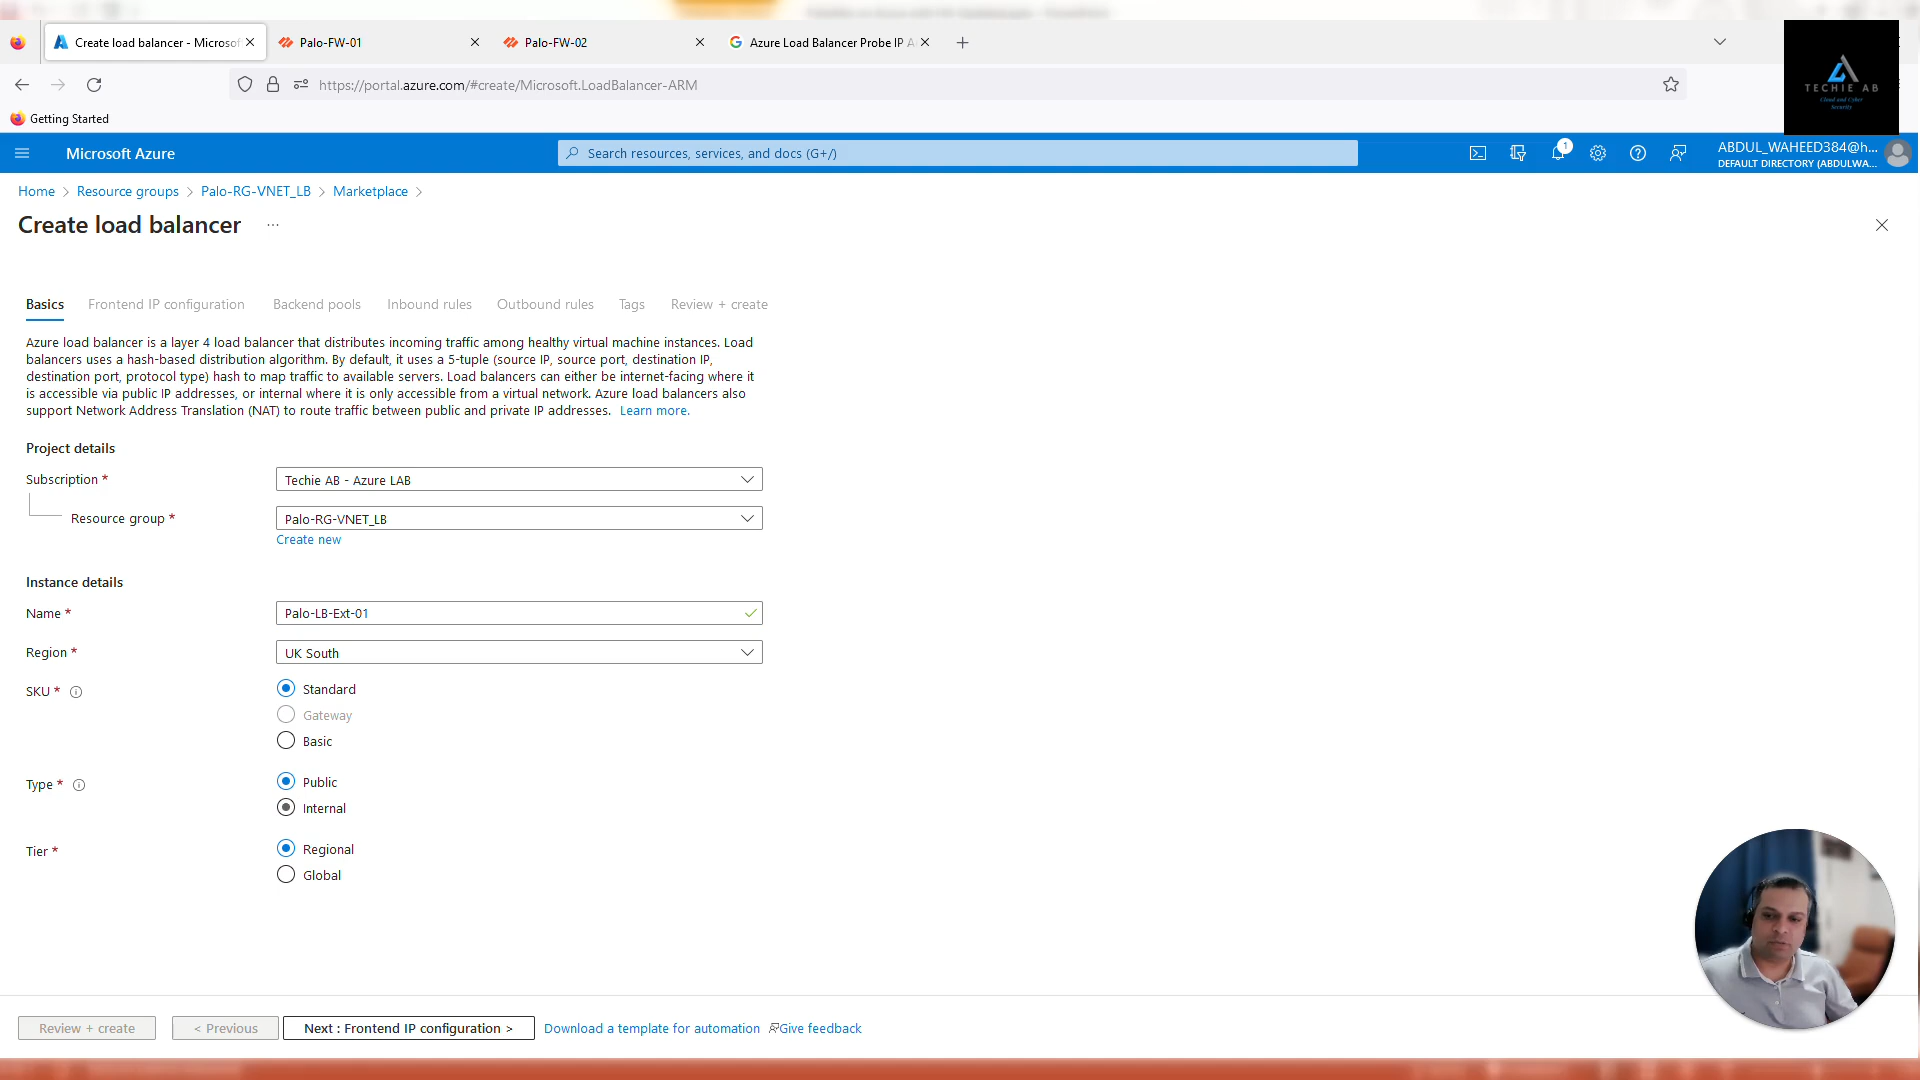 Create load balancer - Microsof
Palo-FW-01
Palo-FW-02
Azure Load Balancer Probe IP A
https://portal.azure.com/#create/Microsoft.LoadBalancer-ARM
TECHIE AB
Cloud and Cyber
Security
Getting Started
Microsoft Azure
Search resources, services, and docs (G+/)
1
ABDUL_WAHEED384@h...
DEFAULT DIRECTORY (ABDULWA...
Home > Resource groups > Palo-RG-VNET_LB > Marketplace >
Create load balancer ...
Basics Frontend IP configuration Backend pools Inbound rules Outbound rules Tags Review + create
Azure load balancer is a layer 4 load balancer that distributes incoming traffic among healthy virtual machine instances. Load
balancers uses a hash-based distribution algorithm. By default, it uses a 5-tuple (source IP, source port, destination IP,
destination port, protocol type) hash to map traffic to available servers. Load balancers can either be internet-facing where it
is accessible via public IP addresses, or internal where it is only accessible from a virtual network. Azure load balancers also
support Network Address Translation (NAT) to route traffic between public and private IP addresses. Learn more.
Project details
Subscription *
Techie AB - Azure LAB
Resource group *
Palo-RG-VNET_LB
Create new
Instance details
Name *
Palo-LB-Ext-01
Region *
UK South
SKU *
Standard
Gateway
Basic
Type *
Public
Internal
Tier *
Regional
Global
Review + create
< Previous
Next : Frontend IP configuration >
Download a template for automation
Give feedback